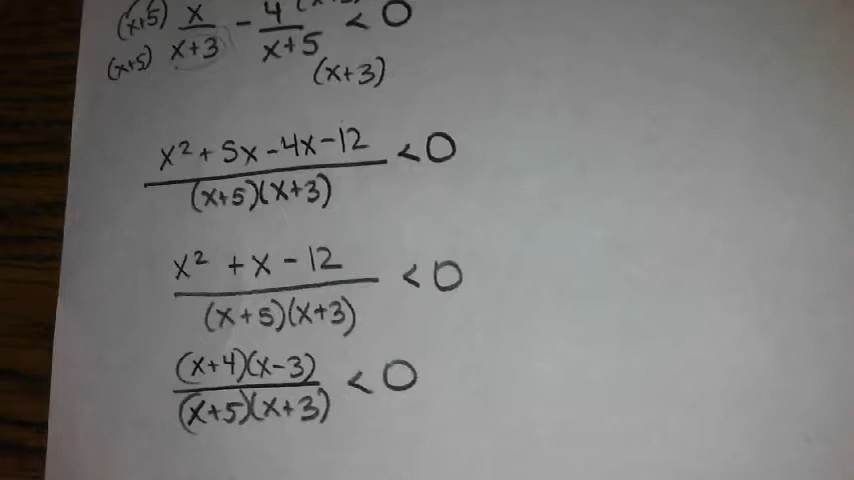 (x+5) x/(x+3) - 4/(x+5) < 0
(x+5) (x+3)
(x² + 5x - 4x - 12)/((x+5)(x+3)) < 0
(x² + x - 12)/((x+5)(x+3)) < 0
((x+4)(x-3))/((x+5)(x+3)) < 0